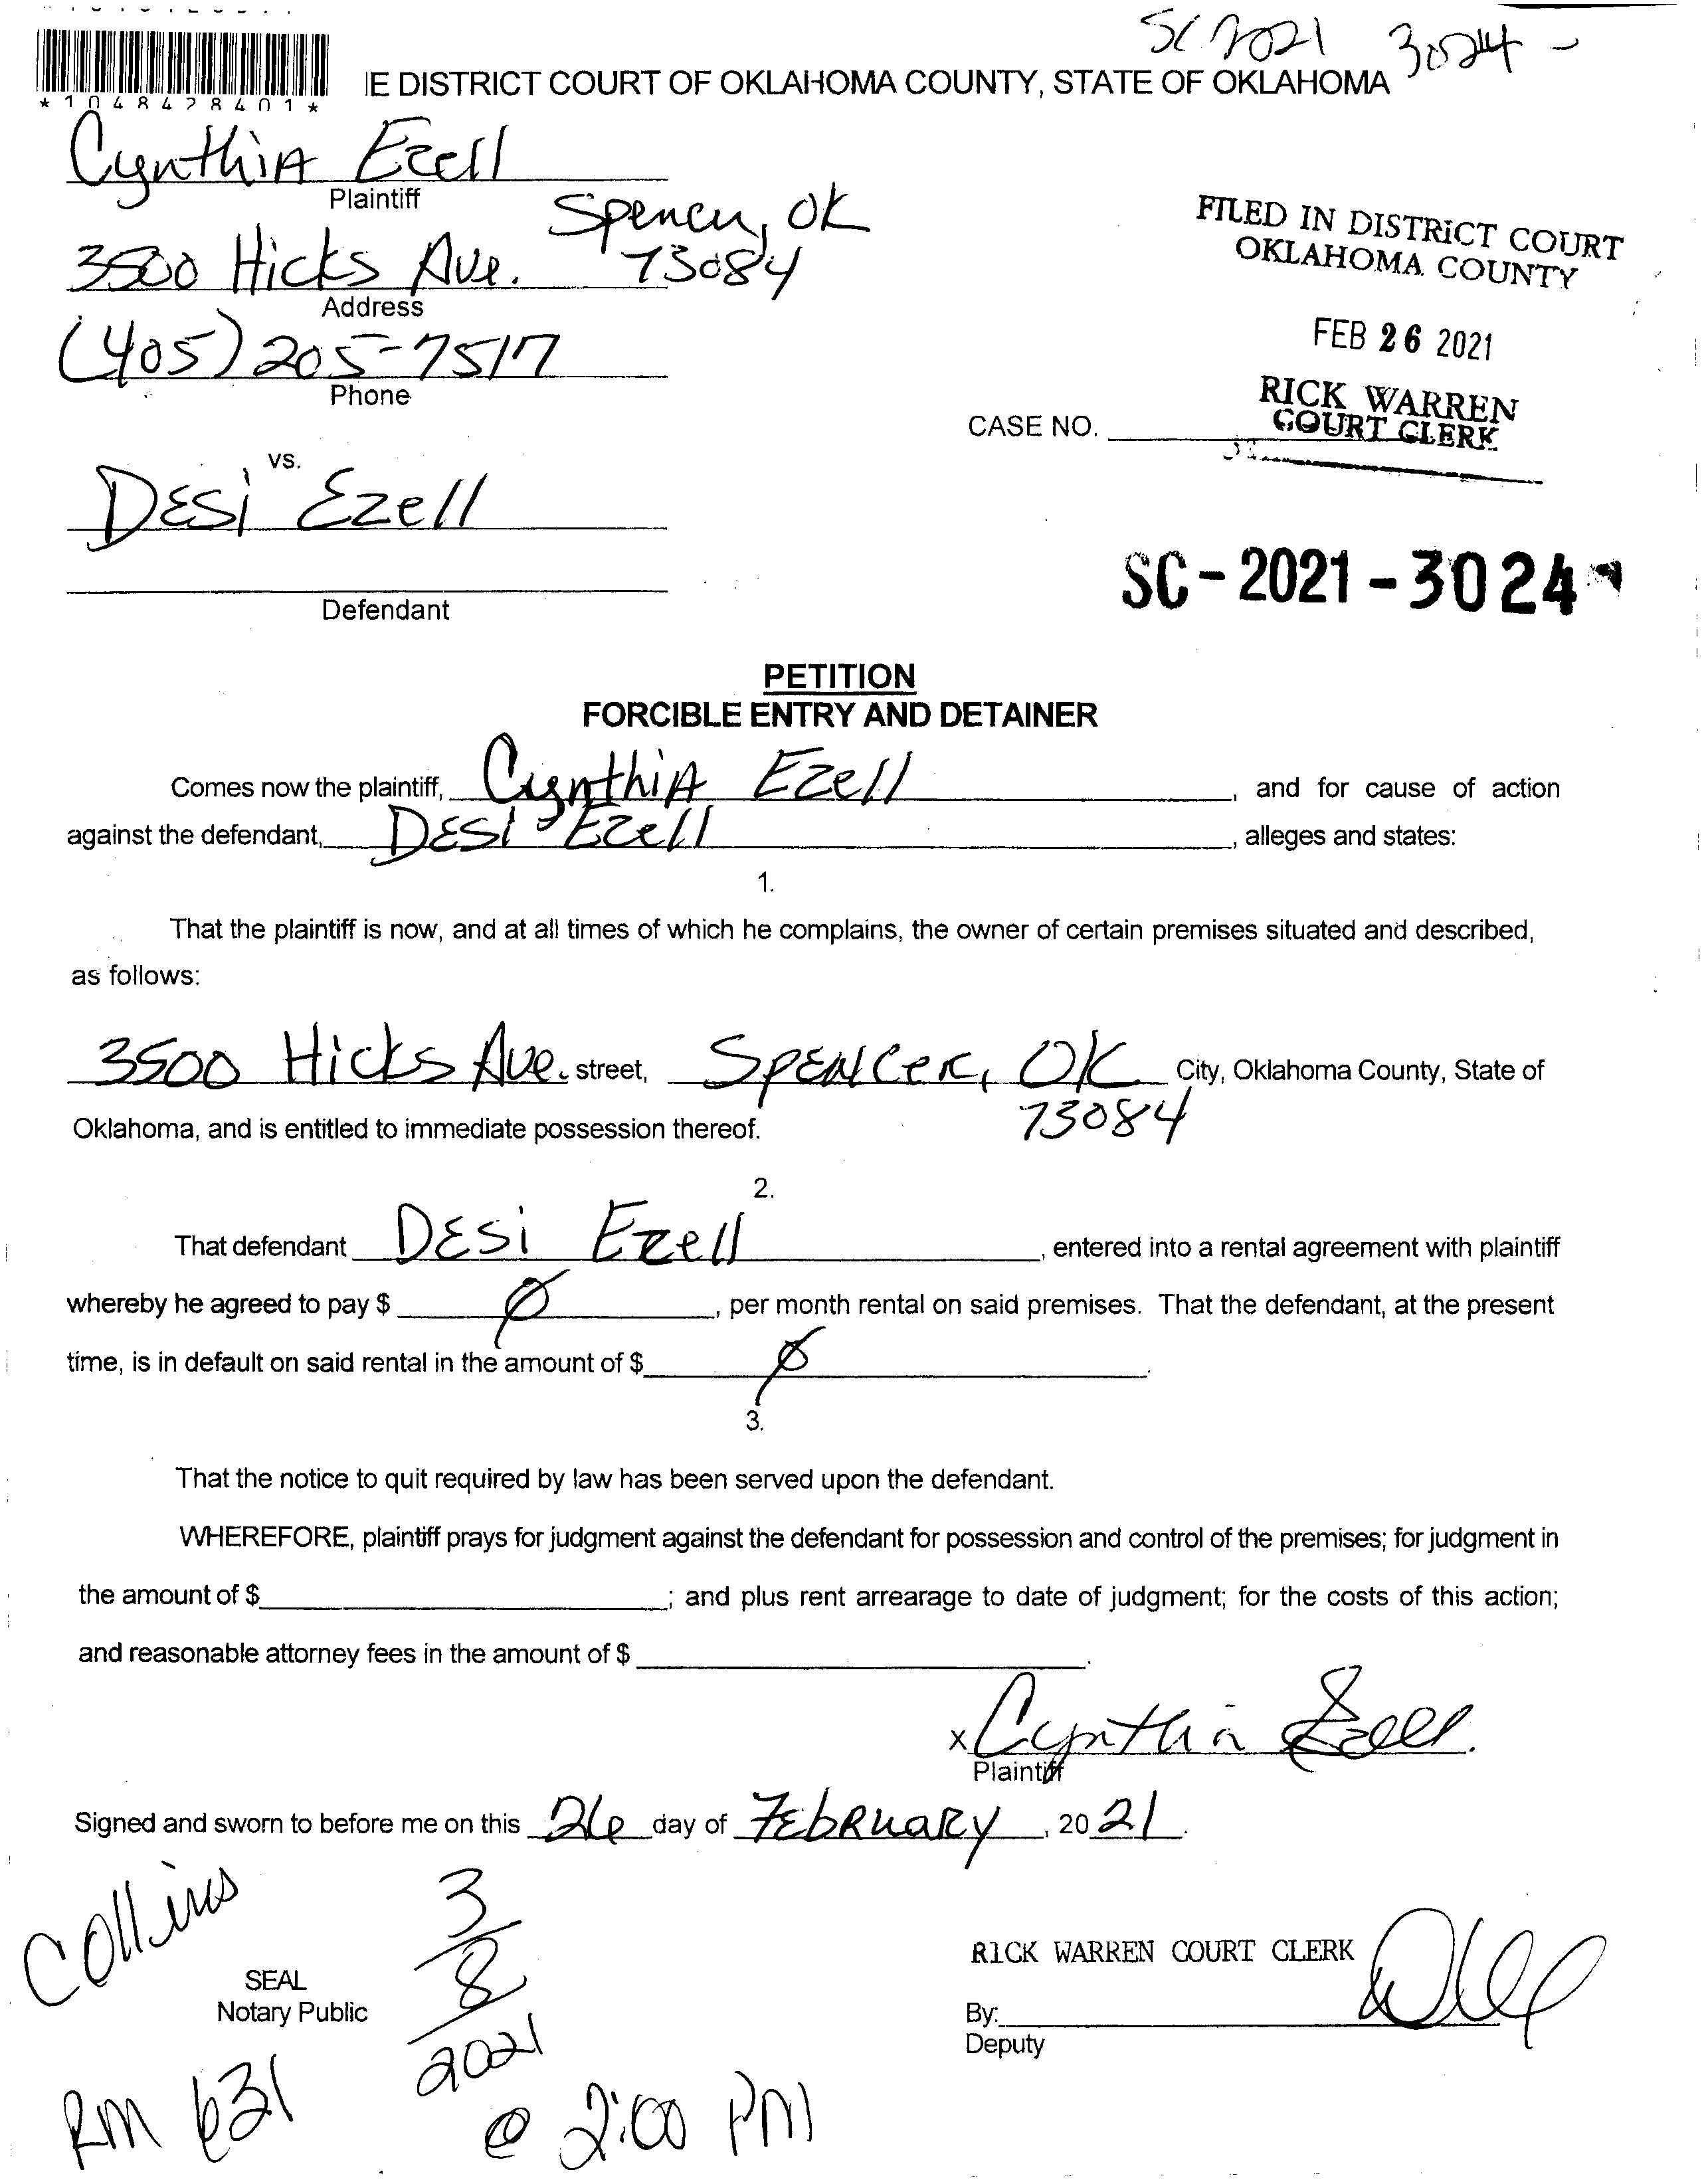 SC 2021 3024 -
*1048428401*
IE DISTRICT COURT OF OKLAHOMA COUNTY, STATE OF OKLAHOMA
Cynthia Ezell
Plaintiff
Spencer, OK
3500 Hicks Ave. 73084
Address
(405) 205-7517
Phone
FILED IN DISTRICT COURT
OKLAHOMA COUNTY
FEB 26 2021
RICK WARREN
COURT CLERK
CASE NO.
vs.
Desi Ezell
Defendant
SC-2021-3024
PETITION
FORCIBLE ENTRY AND DETAINER
Comes now the plaintiff, Cynthia Ezell, and for cause of action
against the defendant, Desi Ezell, alleges and states:
1.
That the plaintiff is now, and at all times of which he complains, the owner of certain premises situated and described,
as follows:
3500 Hicks Ave. street, Spencer, OK City, Oklahoma County, State of
73084
Oklahoma, and is entitled to immediate possession thereof.
2.
That defendant Desi Ezell, entered into a rental agreement with plaintiff
whereby he agreed to pay $ Ø, per month rental on said premises. That the defendant, at the present
time, is in default on said rental in the amount of $ Ø.
3.
That the notice to quit required by law has been served upon the defendant.
WHEREFORE, plaintiff prays for judgment against the defendant for possession and control of the premises; for judgment in
the amount of $ ; and plus rent arrearage to date of judgment; for the costs of this action;
and reasonable attorney fees in the amount of $ .
x Cynthia Ezell
Plaintiff
Signed and sworn to before me on this 26 day of February, 2021.
Collins
3/8/2021
SEAL
Notary Public
RICK WARREN COURT CLERK
By:
Deputy
RM 631
@ 2:00 PM